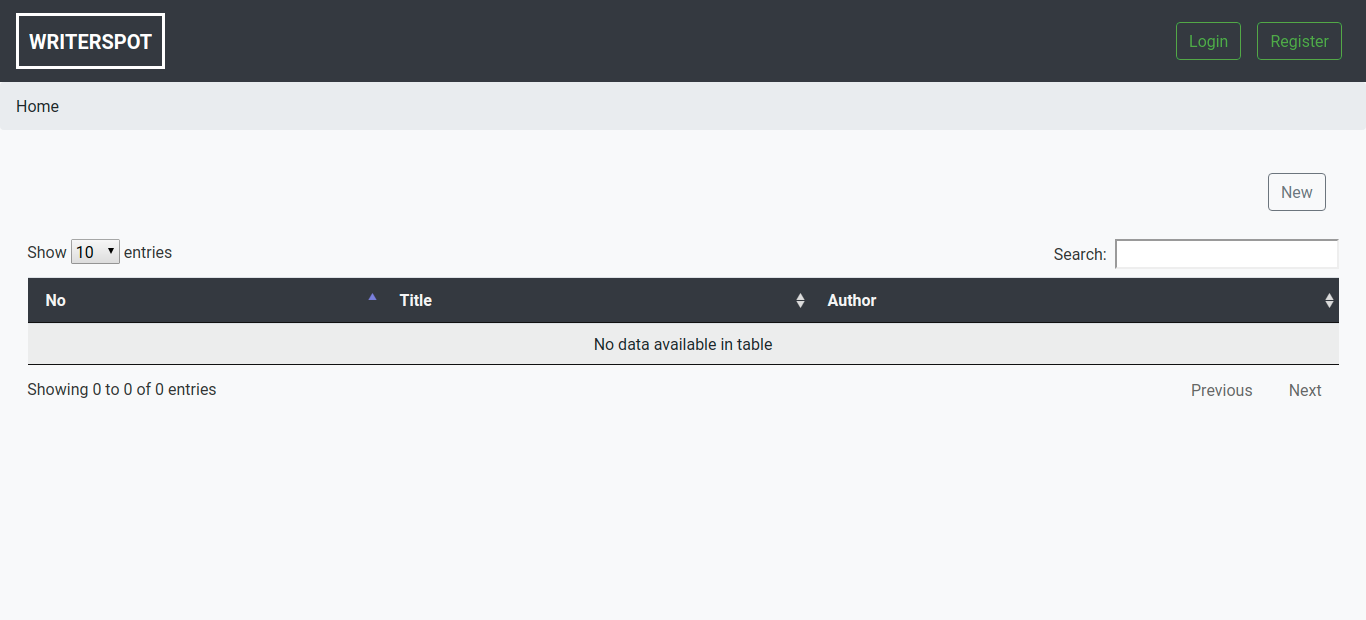 WRITERSPOT Login Register
Home
New
Show 10 entries Search:
No Title Author
No data available in table
Showing 0 to 0 of 0 entries Previous Next